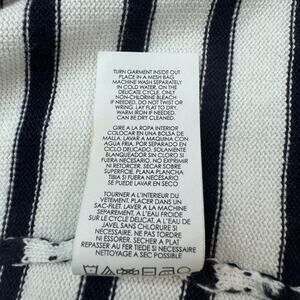 TURN GARMENT INSIDE OUT
PLACE IN A MESH BAG
MACHINE WASH SEPARATELY
IN COLD WATER, ON THE
DELICATE CYCLE, ONLY
NON-CHLORINE BLEACH
IF NEEDED. DO NOT TWIST OR
WRING. LAY FLAT TO DRY.
WARM IRON IF NEEDED.
CAN BE DRY CLEANED.
GIRE A LA ROPA INTERIOR
COLOCAR EN UNA BOLSA DE
MALLA. LAVAR A MAQUINA CON
AGUA FRIA, POR SEPARADO EN
CICLO DELICADO. SOLAMENTE
BLANQUEADOR SIN CLORO SI
FUERA NECESARIO. NO
EXPRIMIR. SECAR SOBRE
SUPERFICIE. PLANA PLANCHA
TIBIA SI FUERA NECESARIO
SE PUEDE LAVAR EN SECO
TOURNER A L'INTERIEUR DU
VETEMENT. PLACER DANS UN
SAC-FILET. LAVER A LA MACHINE
SEPAREMENT. A L'EAU FROIDE
SUR LE CYCLE DELICAT. A L'EAU DE
JAVEL SANS CHLORURE SI
NECESSAIRE. NE PAS TORDRE
NI ESSORER. SECHER A PLAT
REPASSER AU FER TIEDE SI NECESSAIRE
NETTOYAGE A SEC POSSIBLE